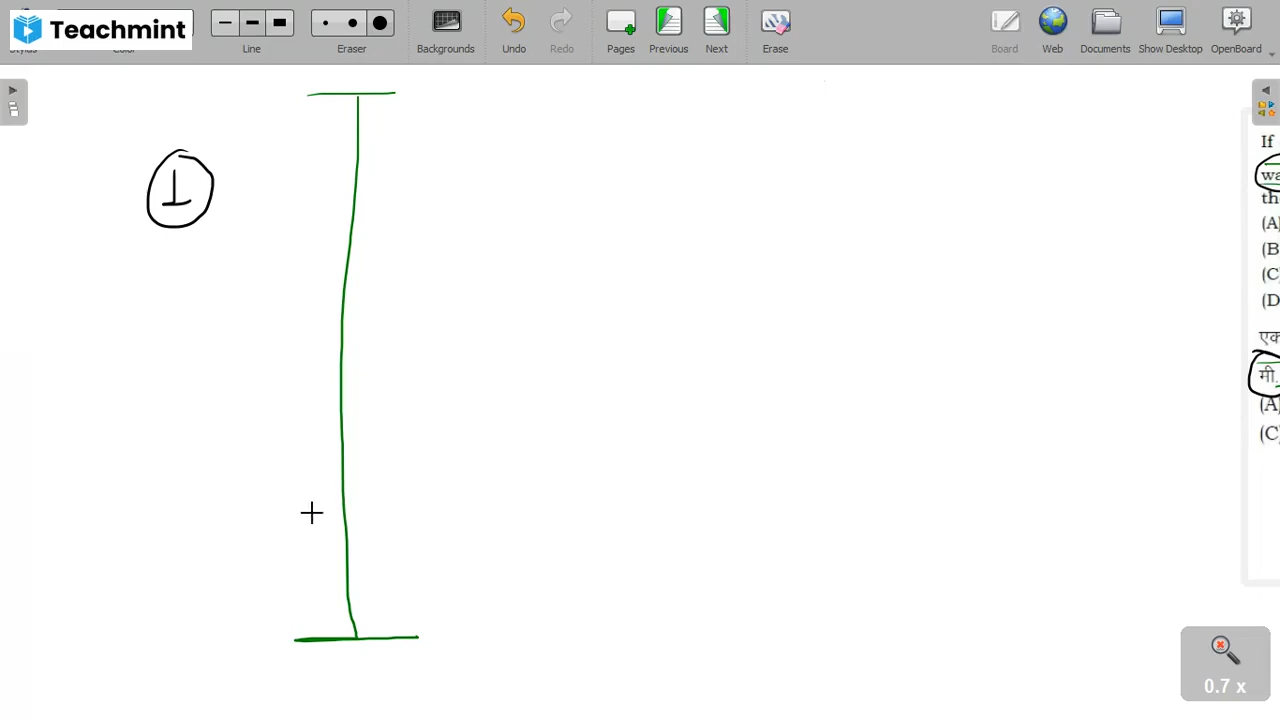 Teachmint
Line
Eraser
Backgrounds
Undo
Redo
Pages
Previous
Next
Erase
Board
Web
Documents
Show Desktop
OpenBoard
1
If
(A)
(B
(C)
(D
एक
मी.
(A)
(C)
0.7 x